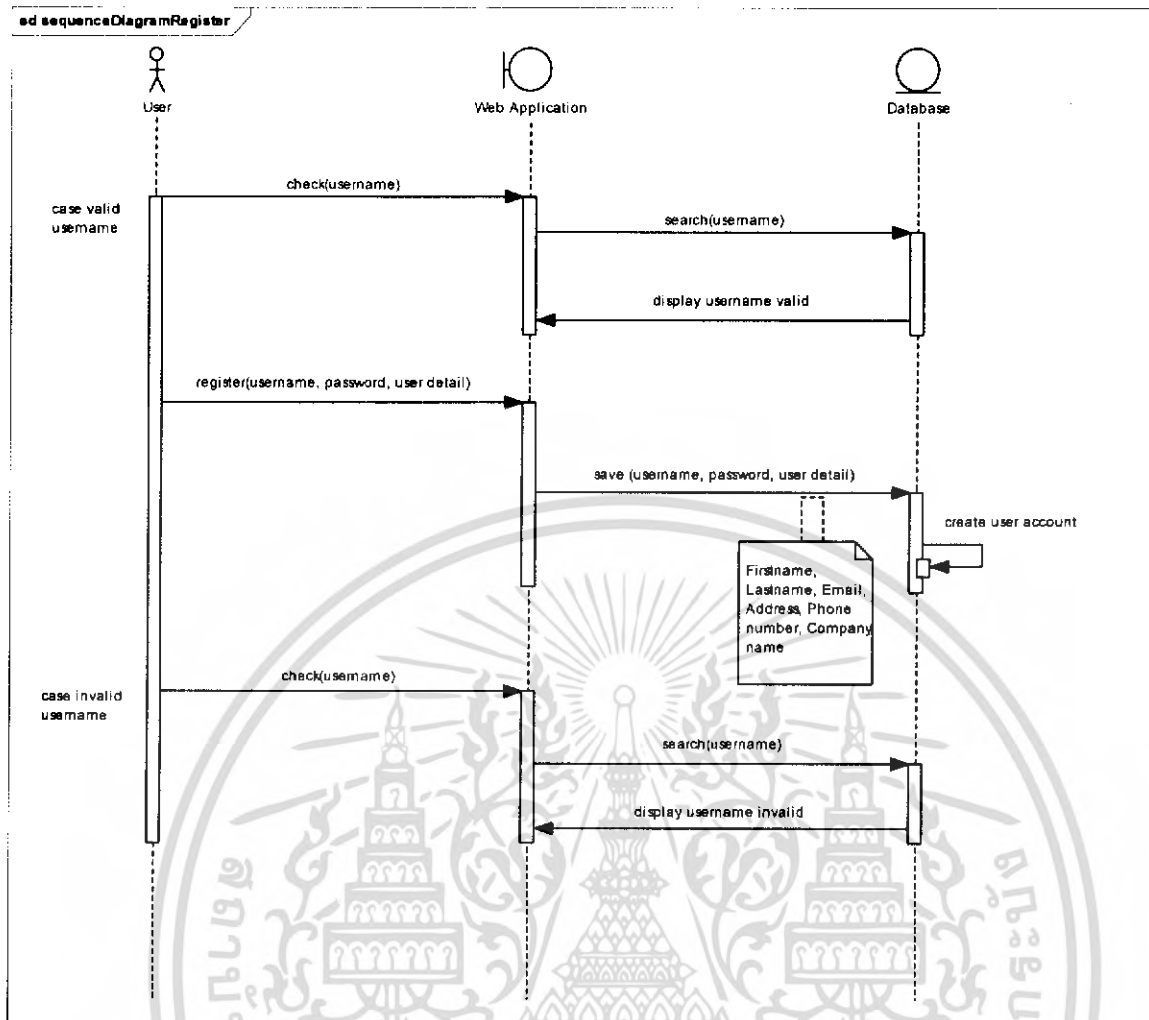 sd sequenceDiagramRegister
User
Web Application
Database
check(username)
case valid
username
search(username)
display username valid
register(username, password, user detail)
save (username, password, user detail)
create user account
Firstname,
Lastname, Email,
Address, Phone
number, Company
name
check(username)
case invalid
username
search(username)
display username invalid